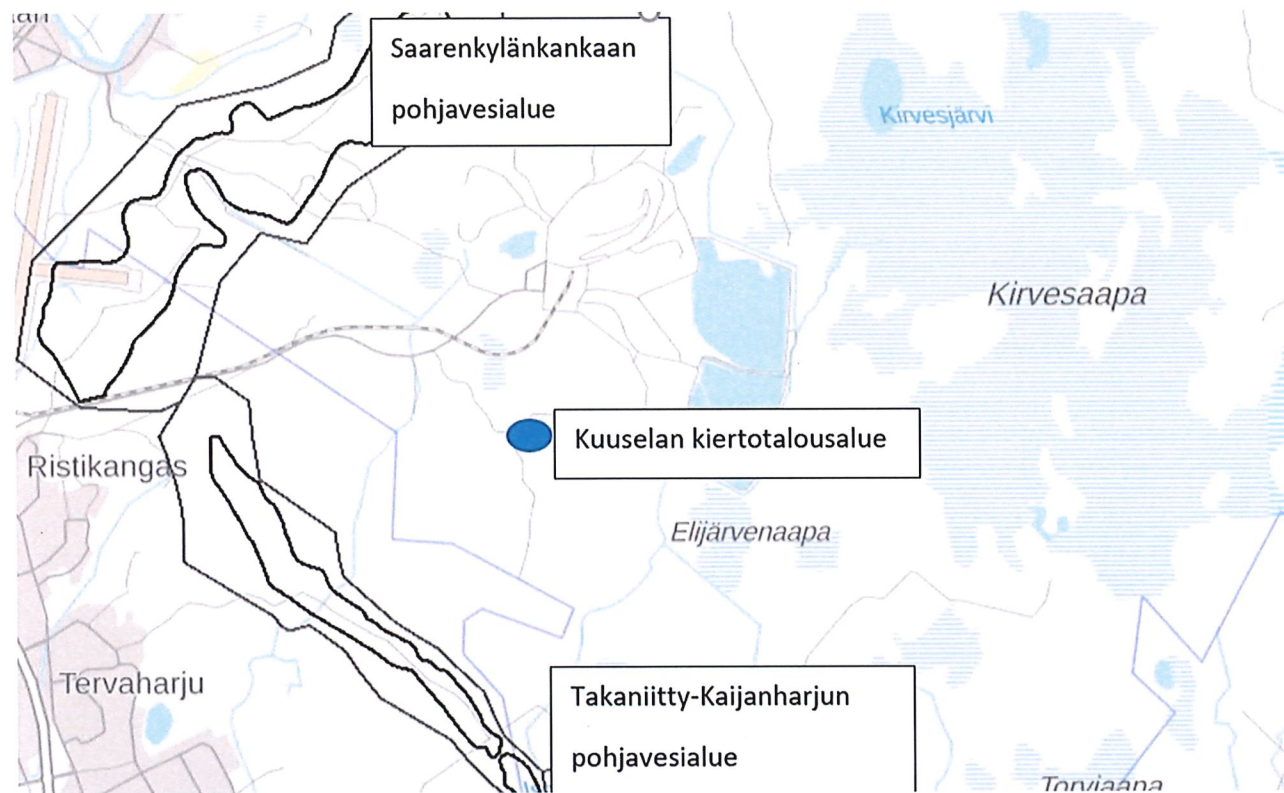 Saarenkylänkankaan
pohjavesialue
Kirvesjärvi
Kirvesaapa
Kuuselan kiertotalousalue
Ristikangas
Elijärvenaapa
Tervaharju
Takaniitty-Kaijanharjun
pohjavesialue